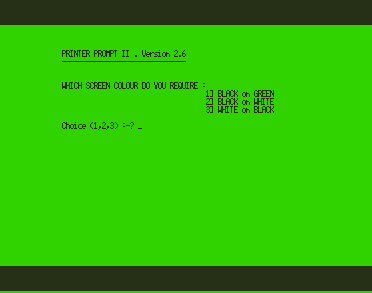 PRINTER PROMPT II . Version 2.6
WHICH SCREEN COLOUR DO YOU REQUIRE :
1] BLACK on GREEN
2] BLACK on WHITE
3] WHITE on BLACK
Choice (1,2,3) :-? _